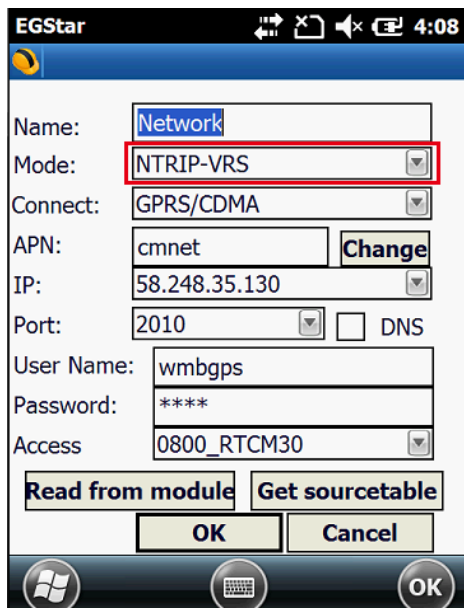 EGStar 4:08
Name: Network
Mode: NTRIP-VRS
Connect: GPRS/CDMA
APN: cmnet Change
IP: 58.248.35.130
Port: 2010 DNS
User Name: wmbgps
Password: ****
Access 0800_RTCM30
Read from module Get sourcetable
OK Cancel
OK